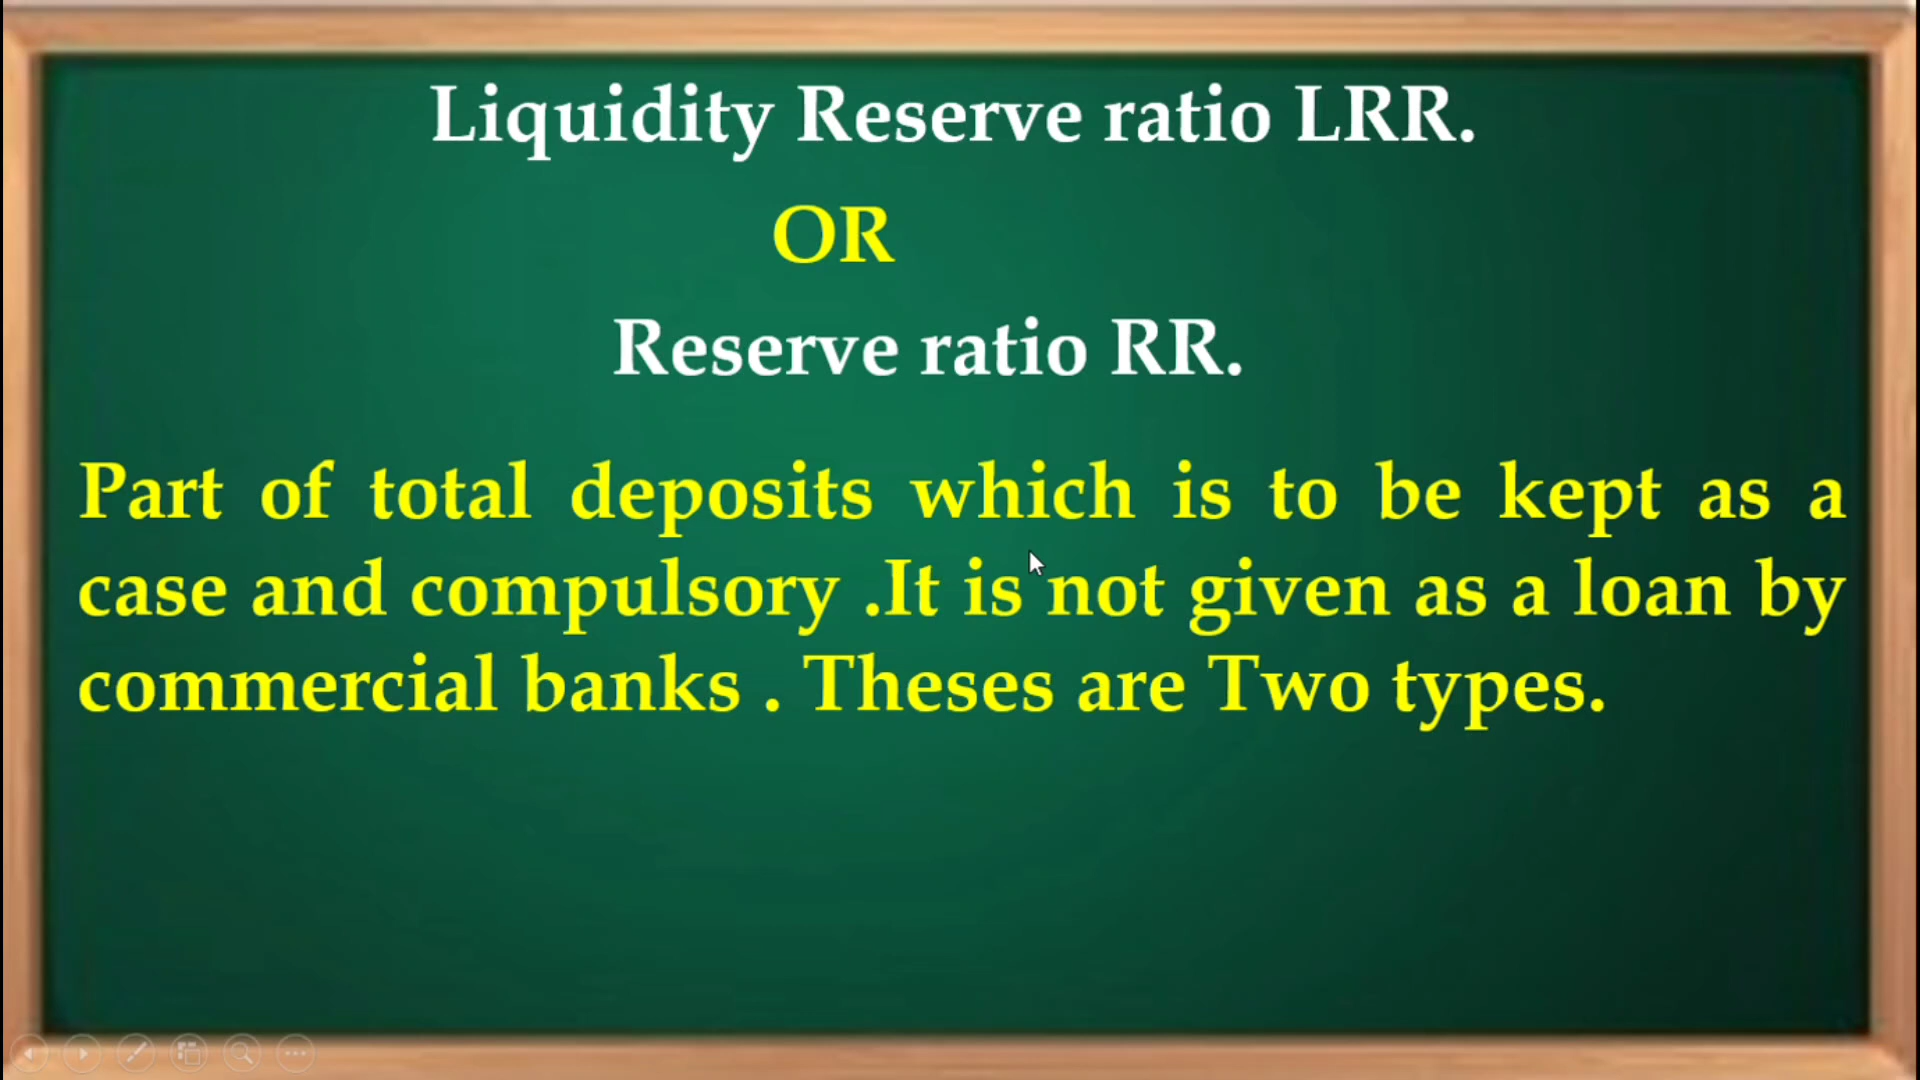 Liquidity Reserve ratio LRR.
OR
Reserve ratio RR.
Part of total deposits which is to be kept as a
case and compulsory .It is not given as a loan by
commercial banks . Theses are Two types.